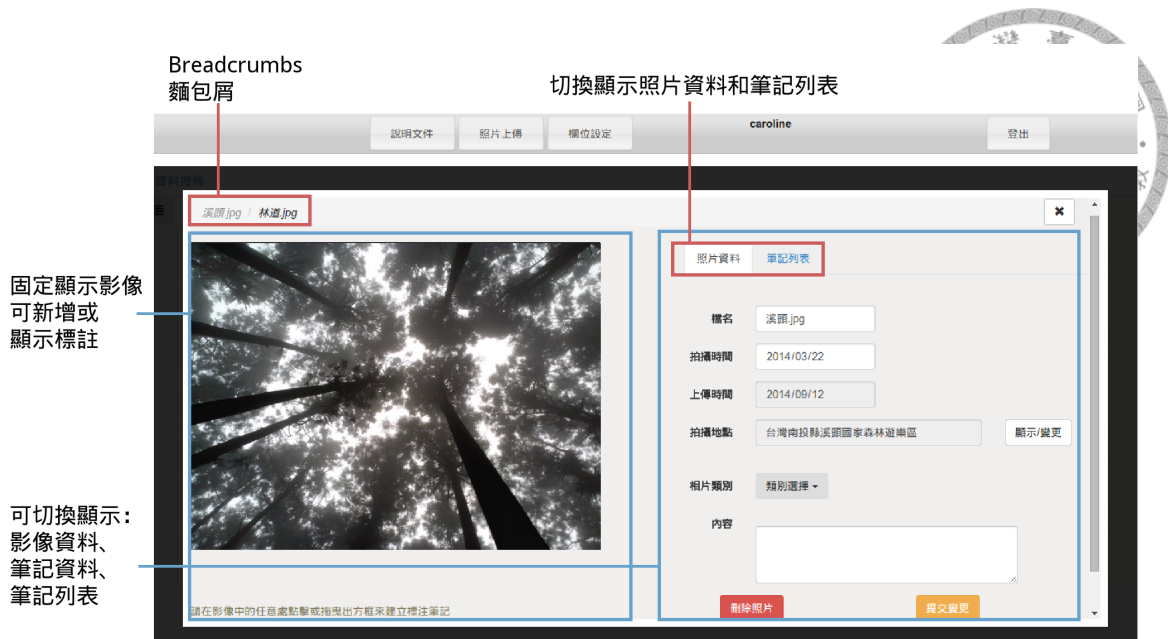 Breadcrumbs
麵包屑
切換顯示照片資料和筆記列表
說明文件 照片上傳 欄位設定 caroline 登出
資料搜尋
溪頭.jpg / 林道.jpg
照片資料 筆記列表
固定顯示影像
可新增或
顯示標註
檔名 溪頭.jpg
拍攝時間 2014/03/22
上傳時間 2014/09/12
拍攝地點 台灣南投縣溪頭國家森林遊樂區 顯示/變更
相片類別 類別選擇
內容
可切換顯示：
影像資料、
筆記資料、
筆記列表
請在影像中的任意處點擊或拖曳出方框來建立標注筆記
刪除照片 提交變更